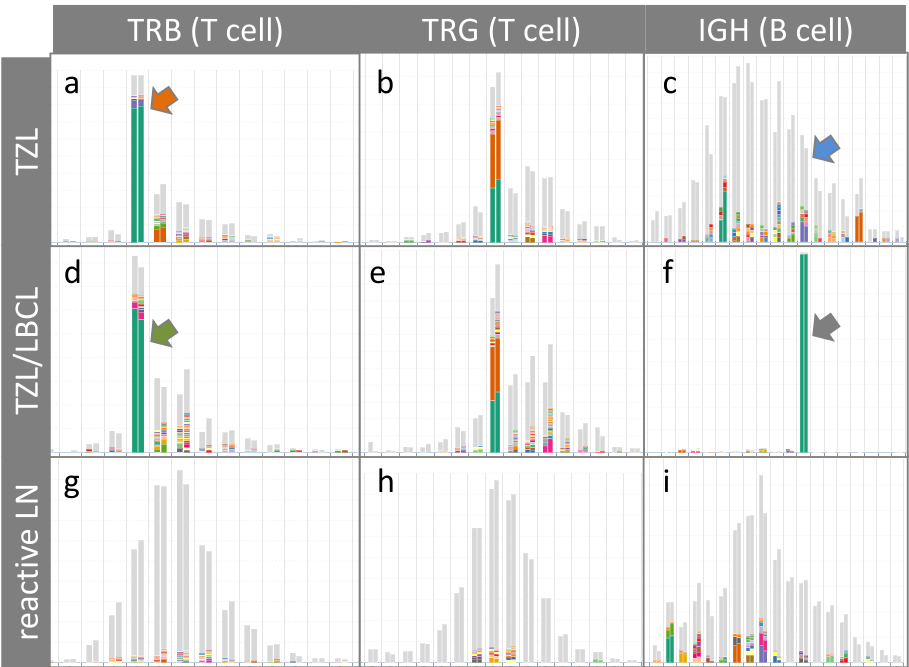 TRB (T cell)
TRG (T cell)
IGH (B cell)
TZL
a
b
c
TZL/LBCL
d
e
f
reactive LN
g
h
i